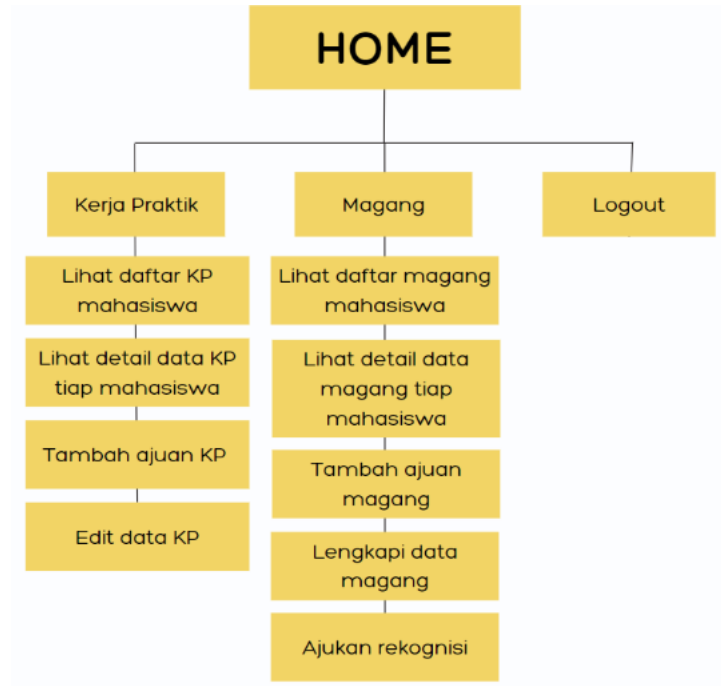 HOME
Kerja Praktik
Lihat daftar KP
mahasiswa
Lihat detail data KP
tiap mahasiswa
Tambah ajuan KP
Edit data KP
Magang
Lihat daftar magang
mahasiswa
Lihat detail data
magang tiap
mahasiswa
Tambah ajuan
magang
Lengkapi data
magang
Ajukan rekognisi
Logout